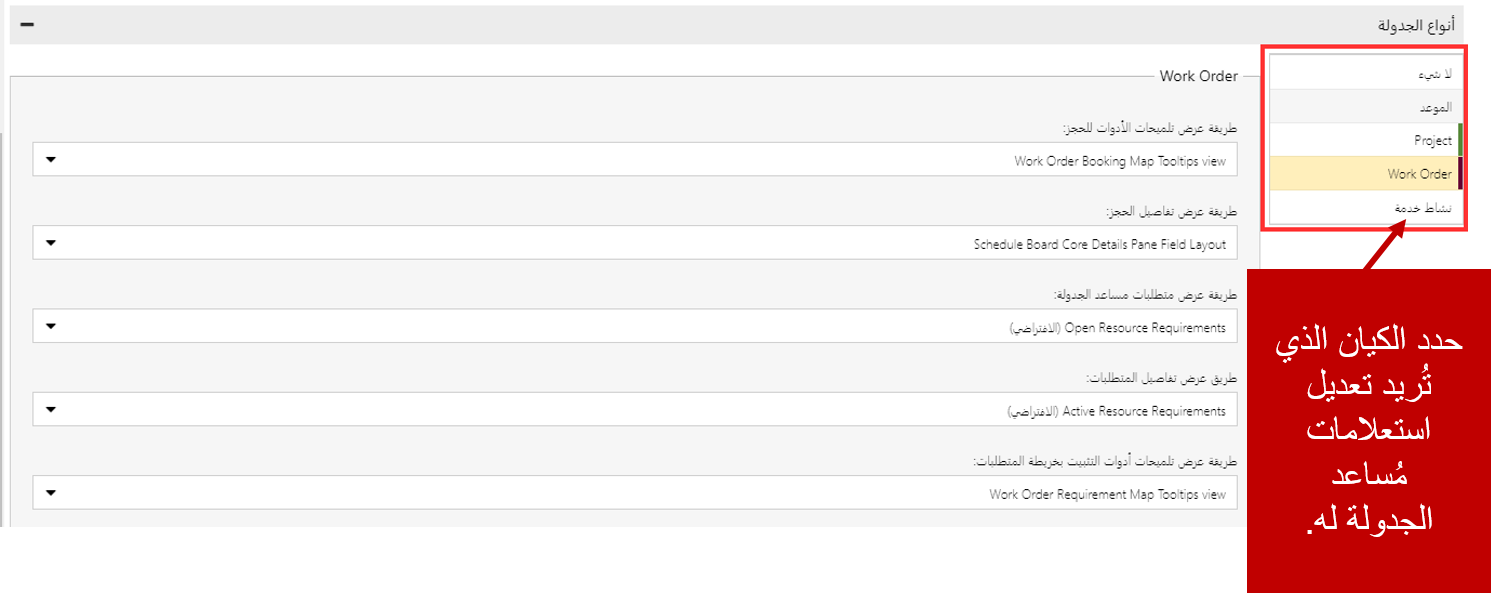 أنواع الجدولة
لا شيء
الموعد
Project
Work Order
نشاط خدمة
Work Order
طريقة عرض تلميحات الأدوات للحجز:
Work Order Booking Map Tooltips view
طريقة عرض تفاصيل الحجز:
Schedule Board Core Details Pane Field Layout
طريقة عرض متطلبات مساعد الجدولة:
Open Resource Requirements (الافتراضي)
طريق عرض تفاصيل المتطلبات:
Active Resource Requirements (الافتراضي)
طريقة عرض تلميحات أدوات التثبيت بخريطة المتطلبات:
Work Order Requirement Map Tooltips view
حدد الكيان الذي
تُريد تعديل
استعلامات
مُساعد
الجدولة له.